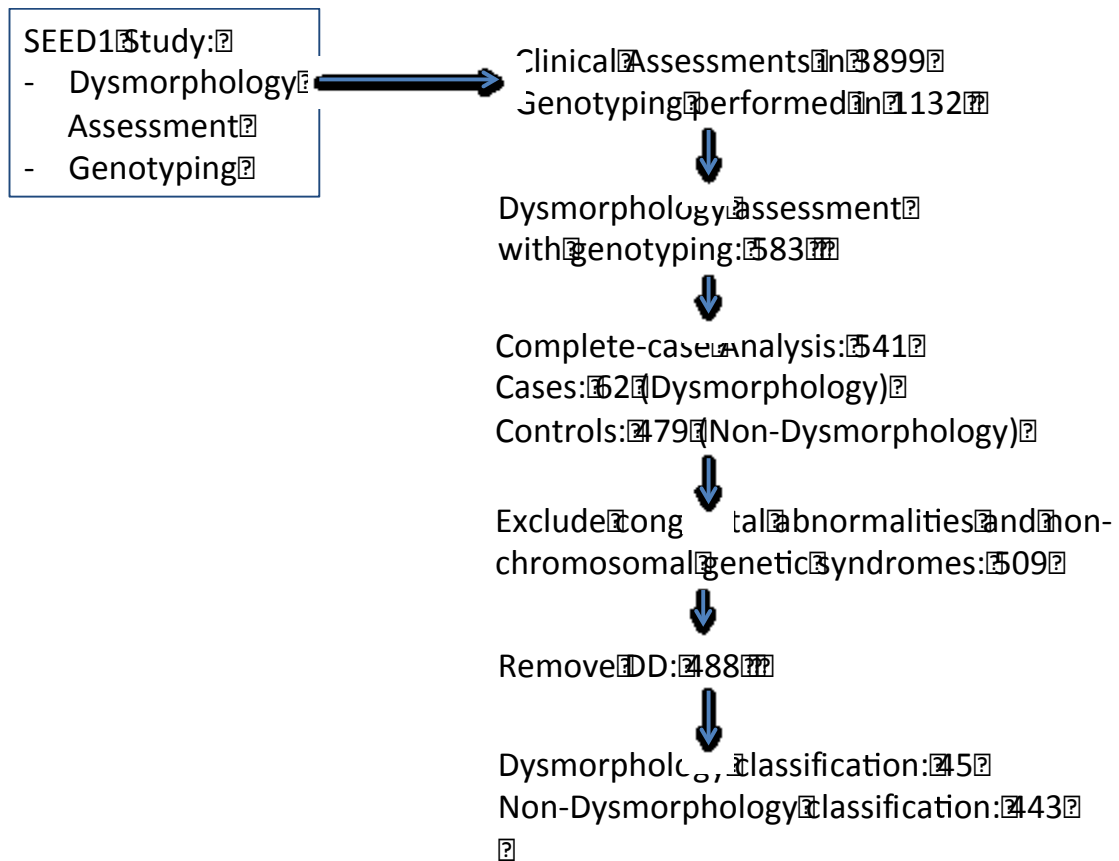 SEED1 Study:
- Dysmorphology
Assessment
- Genotyping
Clinical Assessments in 3899
Genotyping performed in 1132
Dysmorphology assessment
with genotyping: 583
Complete-case Analysis: 541
Cases: 62 (Dysmorphology)
Controls: 479 (Non-Dysmorphology)
Exclude cong tal abnormalities and non-
chromosomal genetic syndromes: 509
Remove DD: 488
Dysmorphology classification: 45
Non-Dysmorphology classification: 443